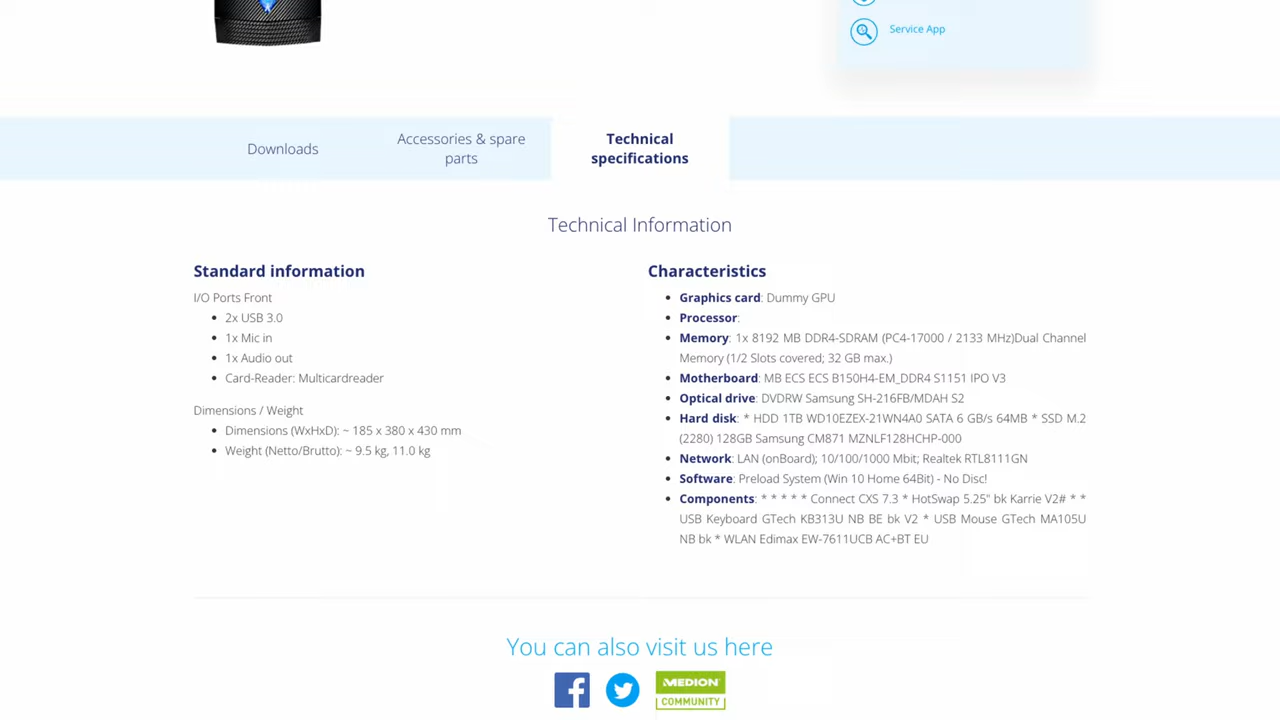 Service App
Downloads
Accessories & spare
parts
Technical
specifications
Technical Information
Standard information
I/O Ports Front
2x USB 3.0
1x Mic in
1x Audio out
Card-Reader: Multicardreader
Dimensions / Weight
Dimensions (WxHxD): ~ 185 x 380 x 430 mm
Weight (Netto/Brutto): ~ 9.5 kg, 11.0 kg
Characteristics
Graphics card: Dummy GPU
Processor:
Memory: 1x 8192 MB DDR4-SDRAM (PC4-17000 / 2133 MHz)Dual Channel
Memory (1/2 Slots covered; 32 GB max.)
Motherboard: MB ECS ECS B150H4-EM_DDR4 S1151 IPO V3
Optical drive: DVDRW Samsung SH-216FB/MDAH S2
Hard disk: * HDD 1TB WD10EZEX-21WN4A0 SATA 6 GB/s 64MB * SSD M.2
(2280) 128GB Samsung CM871 MZNLF128HCHP-000
Network: LAN (onBoard); 10/100/1000 Mbit; Realtek RTL8111GN
Software: Preload System (Win 10 Home 64Bit) - No Disc!
Components: * * * * * Connect CXS 7.3 * HotSwap 5.25" bk Karrie V2# * *
USB Keyboard GTech KB313U NB BE bk V2 * USB Mouse GTech MA105U
NB bk * WLAN Edimax EW-7611UCB AC+BT EU
You can also visit us here
MEDION
COMMUNITY